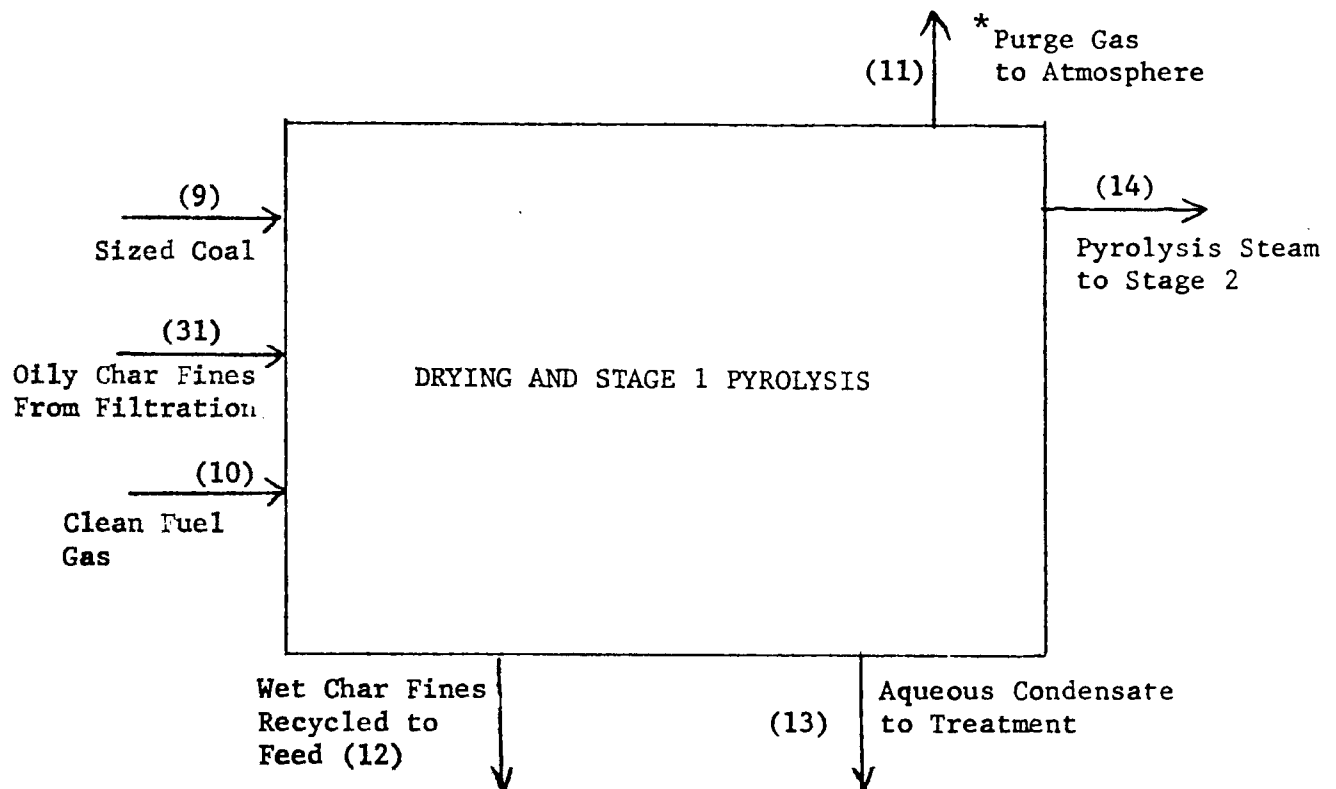 *Purge Gas
to Atmosphere
(11)
(9)
Sized Coal
(14)
Pyrolysis Steam
to Stage 2
(31)
Oily Char Fines
From Filtration
DRYING AND STAGE 1 PYROLYSIS
(10)
Clean Fuel
Gas
Wet Char Fines
Recycled to
Feed (12)
(13)
Aqueous Condensate
to Treatment